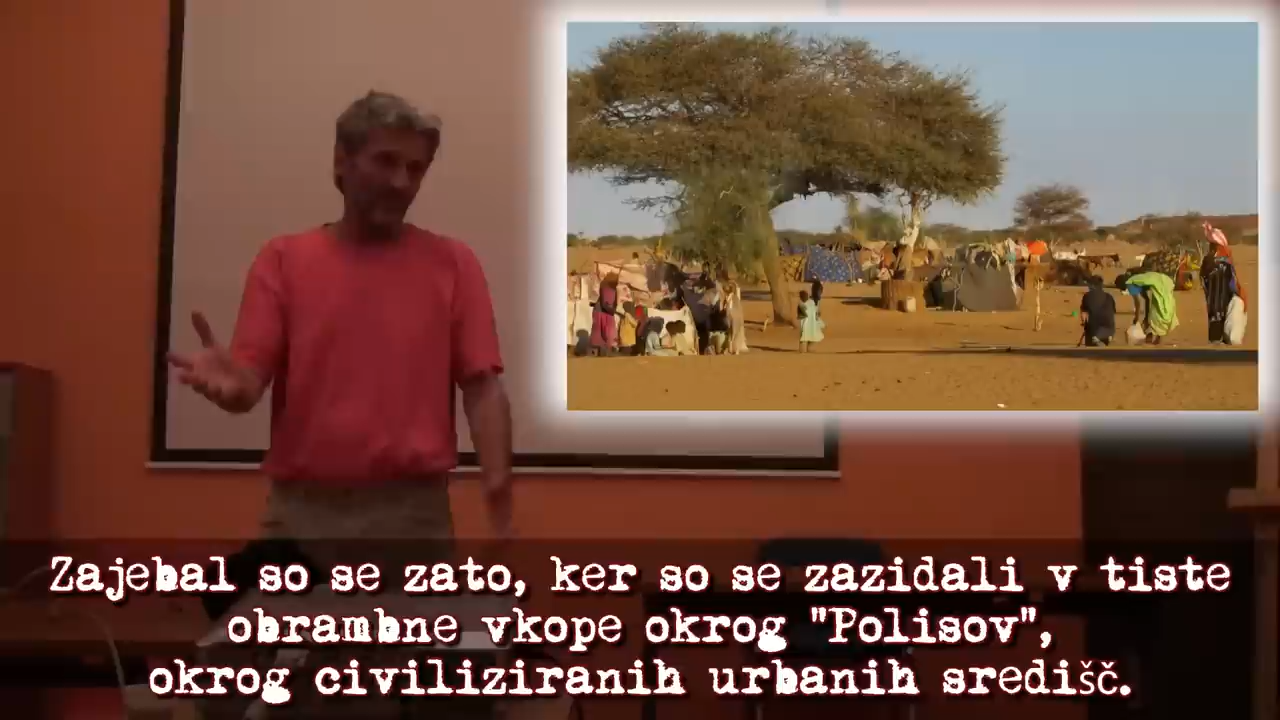 Zajebal so se zato, ker so se zazidali v tiste
obrambne vkope okrog "Polisov",
okrog civiliziranih urbanih središč.